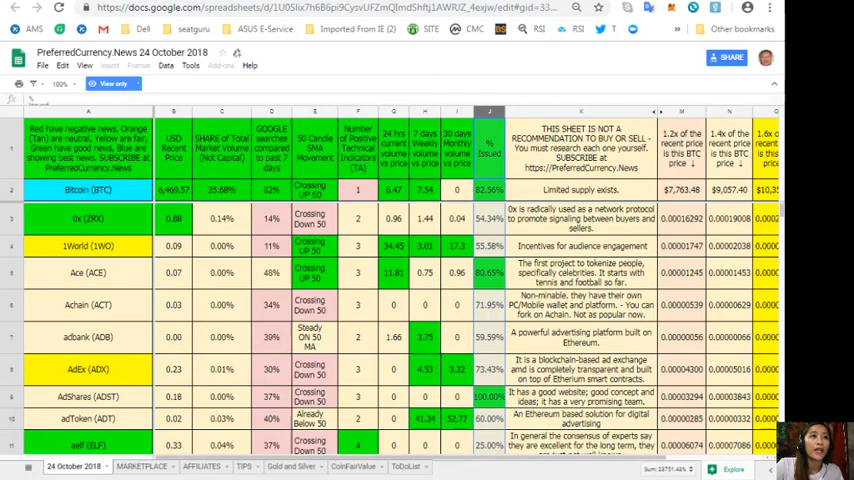 https://docs.google.com/spreadsheets/d/1U0SIix7hB6pi9CysvUFZmQImdShftj1AWRJZ_4exjw/edit#gid=33...
AMS
Dell
seatguru
ASUS E-Service
Imported From IE (2)
SITE
CMC
RSI
RSI
T
Other bookmarks
PreferredCurrency.News 24 October 2018
File Edit View Insert Format Data Tools Add-ons Help
SHARE
100%
View only
fx %
Issued
A B C D E F G H I J K M N O
1 Red have negative news, Orange (Tan) are neutral, Yellow are fair, Green have good news, Blue are showing best news. SUBSCRIBE at PreferredCurrency.News USD Recent Price SHARE of Total Market Volume (Not Capital) GOOGLE searches compared to past 7 days 50 Candle SMA Movement Number of Positive Technical Indicators (TA) 24 hrs current volume vs price 7 days Weekly volume vs price 30 days Monthly volume vs price % Issued THIS SHEET IS NOT A RECOMMENDATION TO BUY OR SELL - You must research each one yourself. SUBSCRIBE at https://PreferredCurrency.News 1.2x of the recent price is this BTC price ↓ 1.4x of the recent price is this BTC price ↓ 1.6x
2 Bitcoin (BTC) 6,469.57 35.68% 82% Crossing UP 50 1 6.47 7.54 0 82.56% Limited supply exists. $7,763.48 $9,057.40 $10,35
3 0x (ZRX) 0.88 0.14% 14% Crossing Down 50 2 0.96 1.44 0.04 54.34% 0x is radically used as a network protocol to promote signaling between buyers and sellers. 0.00016292 0.00019008 0.0002
4 1World (1WO) 0.09 0.00% 11% Crossing UP 50 3 34.45 3.01 17.3 55.58% Incentives for audience engagement 0.00001747 0.00002038 0.0000
5 Ace (ACE) 0.07 0.00% 48% Crossing UP 50 3 11.81 0.75 0.96 80.65% The first project to tokenize people, specifically celebrities. It starts with tennis and football so far. 0.00001245 0.00001453 0.0000
6 Achain (ACT) 0.03 0.00% 34% Crossing Down 50 3 0 0 0 71.95% Non-minable. they have their own PC/Mobile wallet and platform. - You can fork on Achain. Not as popular now. 0.00000539 0.00000629 0.0000
7 adbank (ADB) 0.00 0.00% 39% Steady ON 50 MA 2 1.66 3.75 0 59.59% A powerful advertising platform built on Ethereum. 0.00000056 0.00000066 0.0000
8 AdEx (ADX) 0.23 0.01% 30% Crossing Down 50 3 0 4.53 3.22 73.43% It is a blockchain-based ad exchange amd is completely transparent and built on top of Etherium smart contracts. 0.00004300 0.00005016 0.0000
9 AdShares (ADST) 0.18 0.00% 37% Crossing Down 50 3 0 0 0 100.00% It has a good website; good concept and ideas; it has a very promising team. 0.00003294 0.00003843 0.0000
10 adToken (ADT) 0.02 0.03% 40% Already Below 50 2 0 41.34 52.77 60.00% An Ethereum based solution for digital advertising 0.00000285 0.00000332 0.0000
11 aelf (ELF) 0.33 0.04% 37% Crossing Down 50 4 0 0 0 25.00% In general the consensus of experts say they are excellent for the long term, they 0.00006074 0.00007086 0.0000
24 October 2018 MARKETPLACE AFFILIATES TIPS Gold and Silver CoinFairValue ToDoList
Sum: 28751.48%
Explore